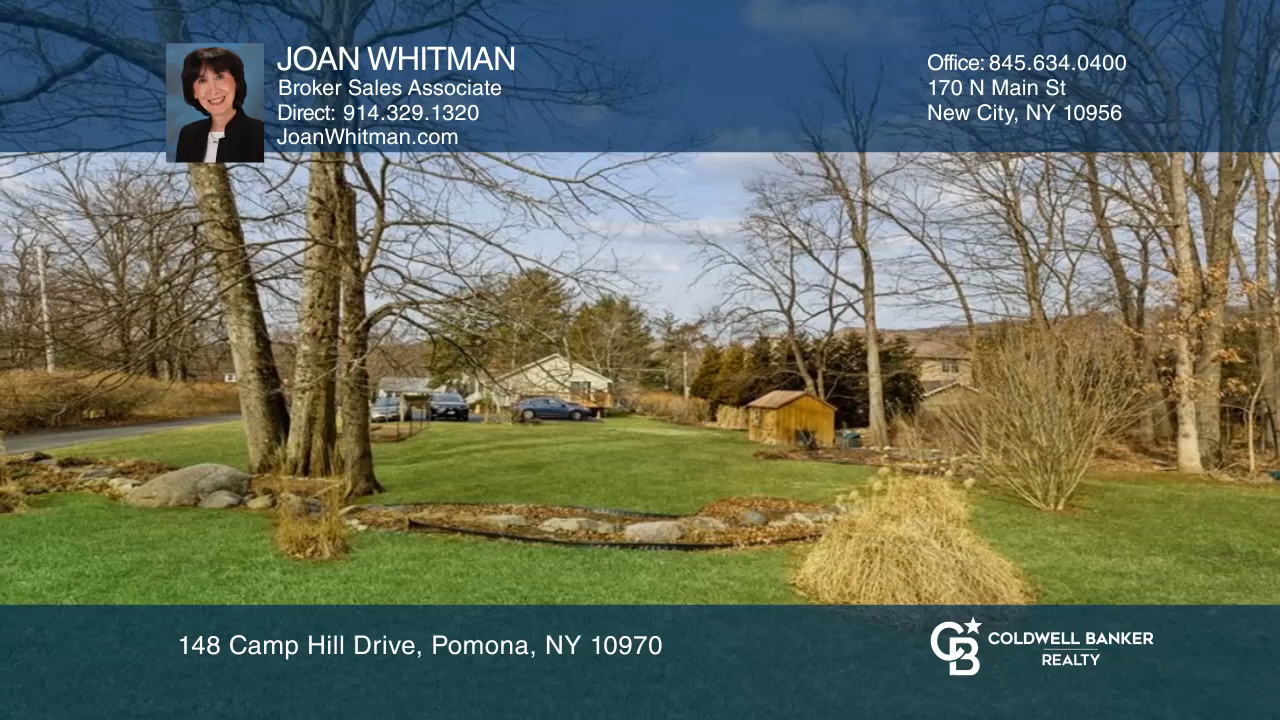 JOAN WHITMAN
Broker Sales Associate
Direct: 914.329.1320
JoanWhitman.com
Office: 845.634.0400
170 N Main St
New City, NY 10956
148 Camp Hill Drive, Pomona, NY 10970
CB
COLDWELL BANKER
REALTY